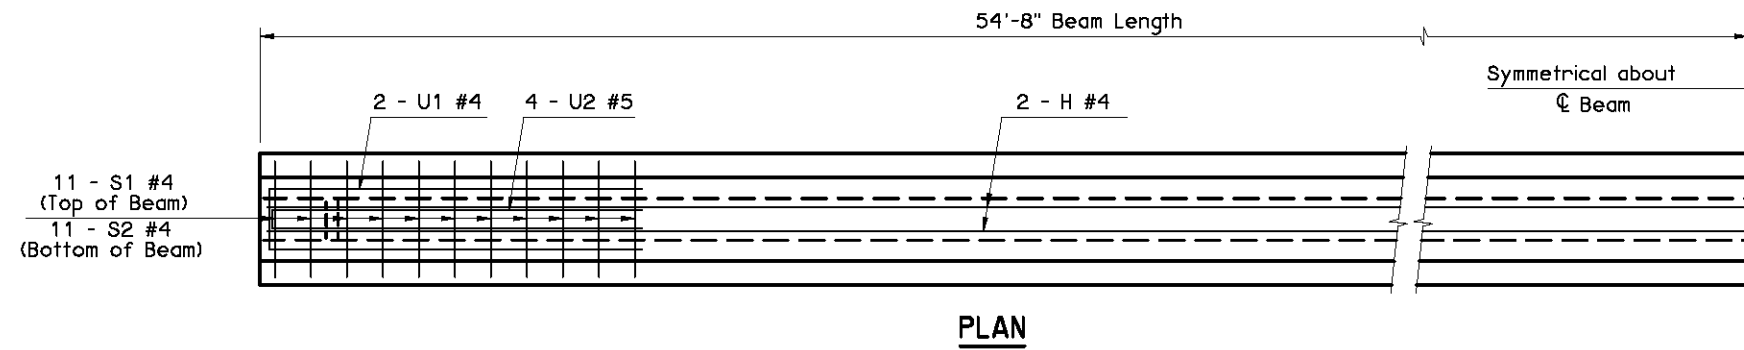 54'-8" Beam Length
Symmetrical about
℄ Beam
2 - U1 #4
4 - U2 #5
2 - H #4
11 - S1 #4
(Top of Beam)
11 - S2 #4
(Bottom of Beam)
PLAN